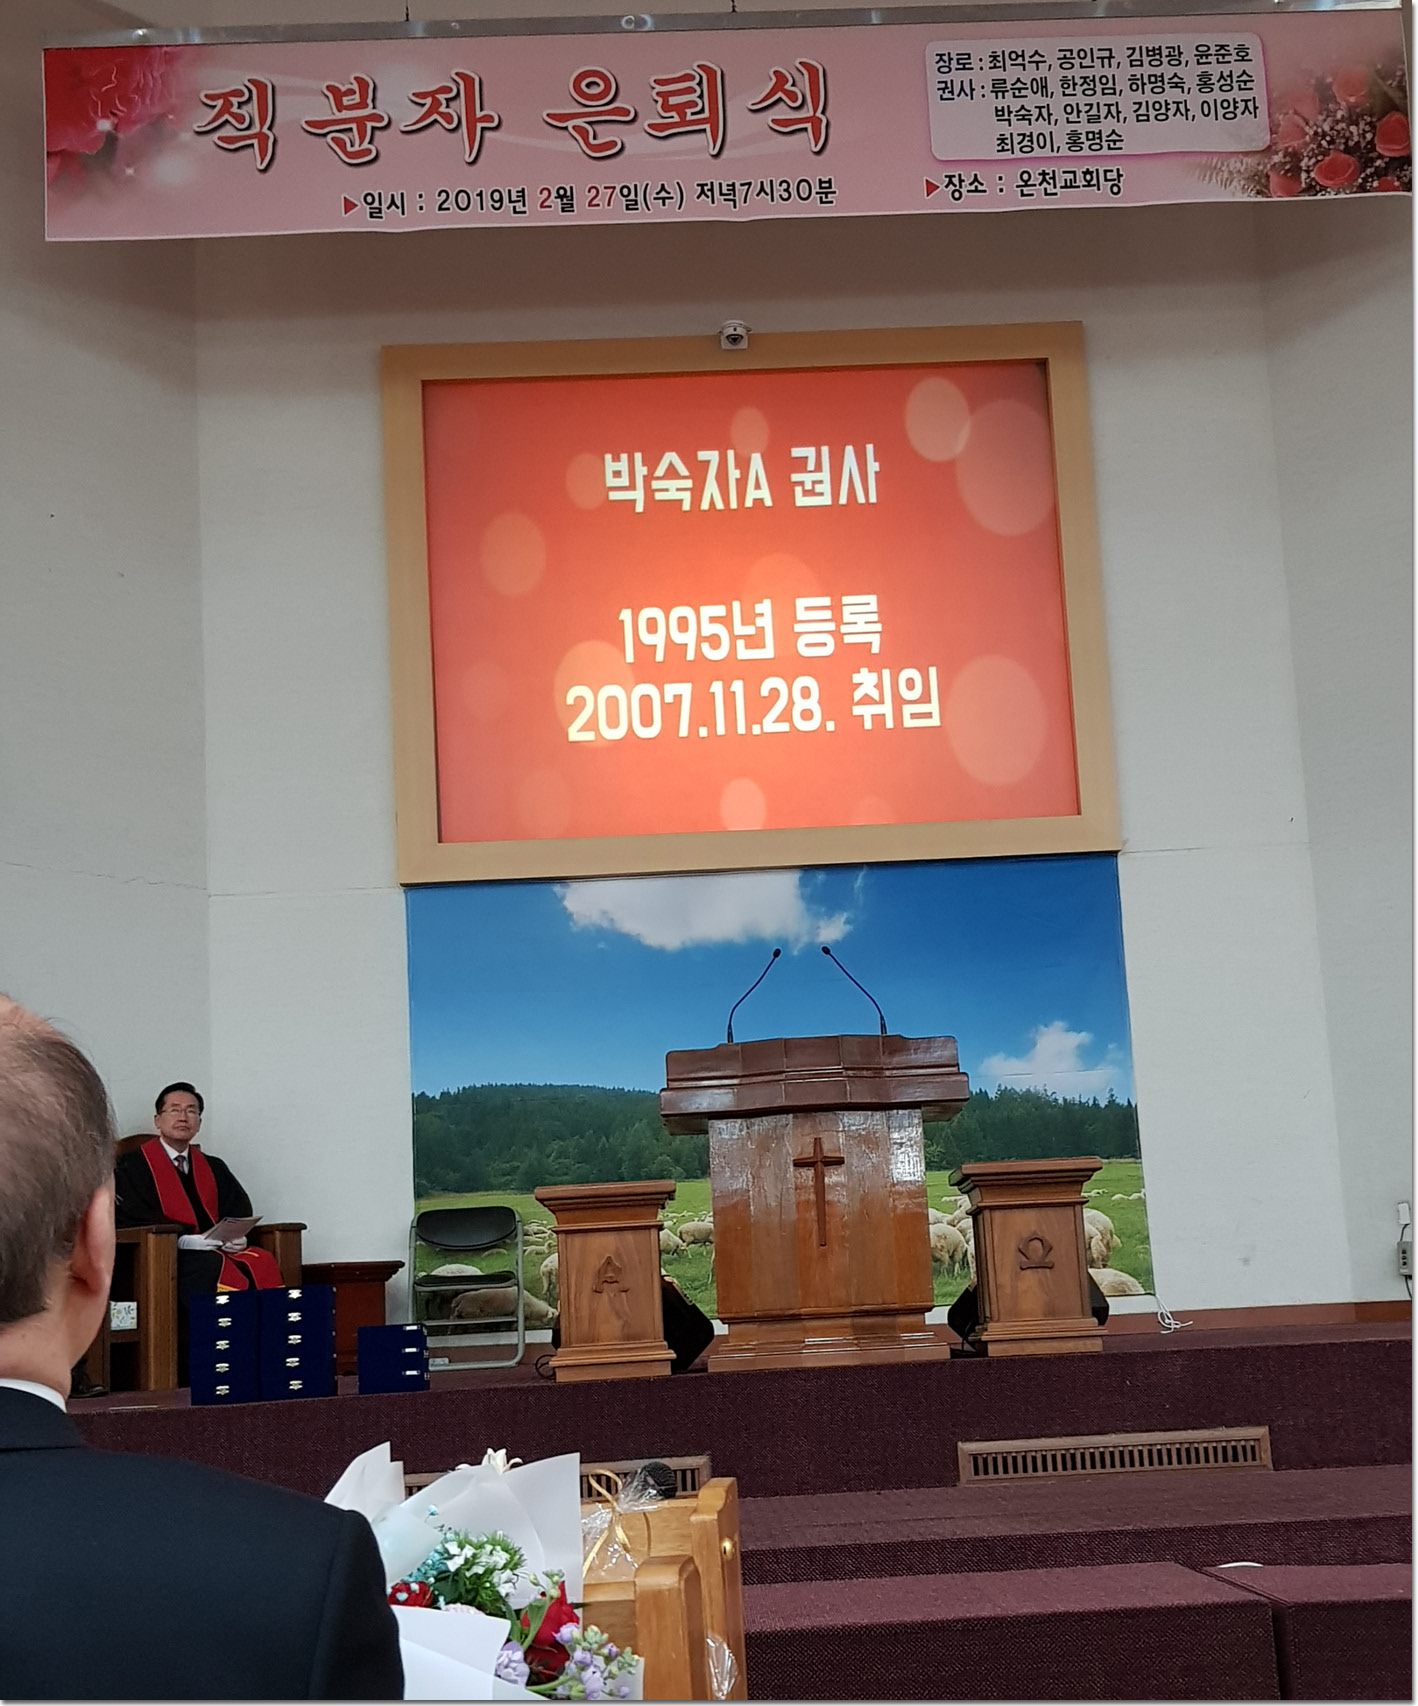 직분자 은퇴식
▶일시 : 2019년 2월 27일(수) 저녁7시30분
장로 : 최억수, 공인규, 김병광, 윤준호
권사 : 류순애, 한정임, 하명숙, 홍성순
박숙자, 안길자, 김양자, 이양자
최경이, 홍명순
▶장소 : 온천교회당
박숙자A 권사
1995년 등록
2007.11.28. 취임
A
Ω